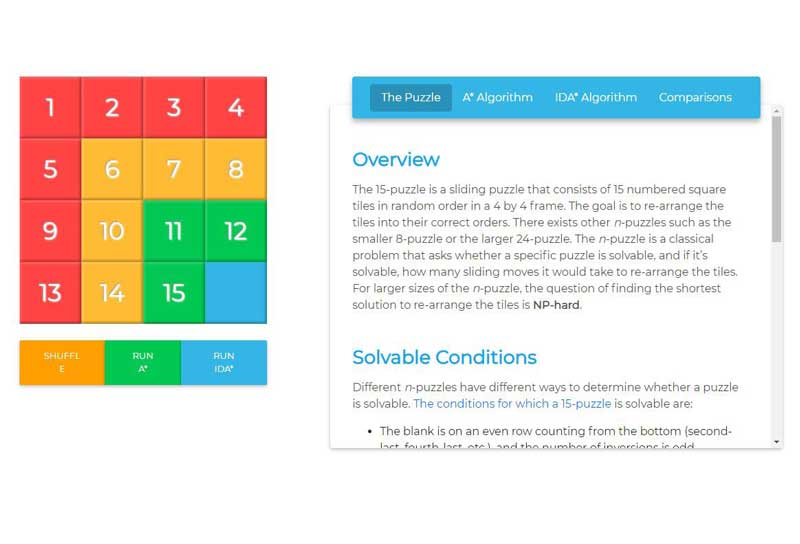 1 2 3 4
5 6 7 8
9 10 11 12
13 14 15
SHUFFL
E
RUN
A*
RUN
IDA*
The Puzzle A* Algorithm IDA* Algorithm Comparisons
Overview
The 15-puzzle is a sliding puzzle that consists of 15 numbered square
tiles in random order in a 4 by 4 frame. The goal is to re-arrange the
tiles into their correct orders. There exists other n-puzzles such as the
smaller 8-puzzle or the larger 24-puzzle. The n-puzzle is a classical
problem that asks whether a specific puzzle is solvable, and if it's
solvable, how many sliding moves it would take to re-arrange the tiles.
For larger sizes of the n-puzzle, the question of finding the shortest
solution to re-arrange the tiles is NP-hard.
Solvable Conditions
Different n-puzzles have different ways to determine whether a puzzle
is solvable. The conditions for which a 15-puzzle is solvable are:
• The blank is on an even row counting from the bottom (second-
last, fourth-last, etc.), and the number of inversions is odd.